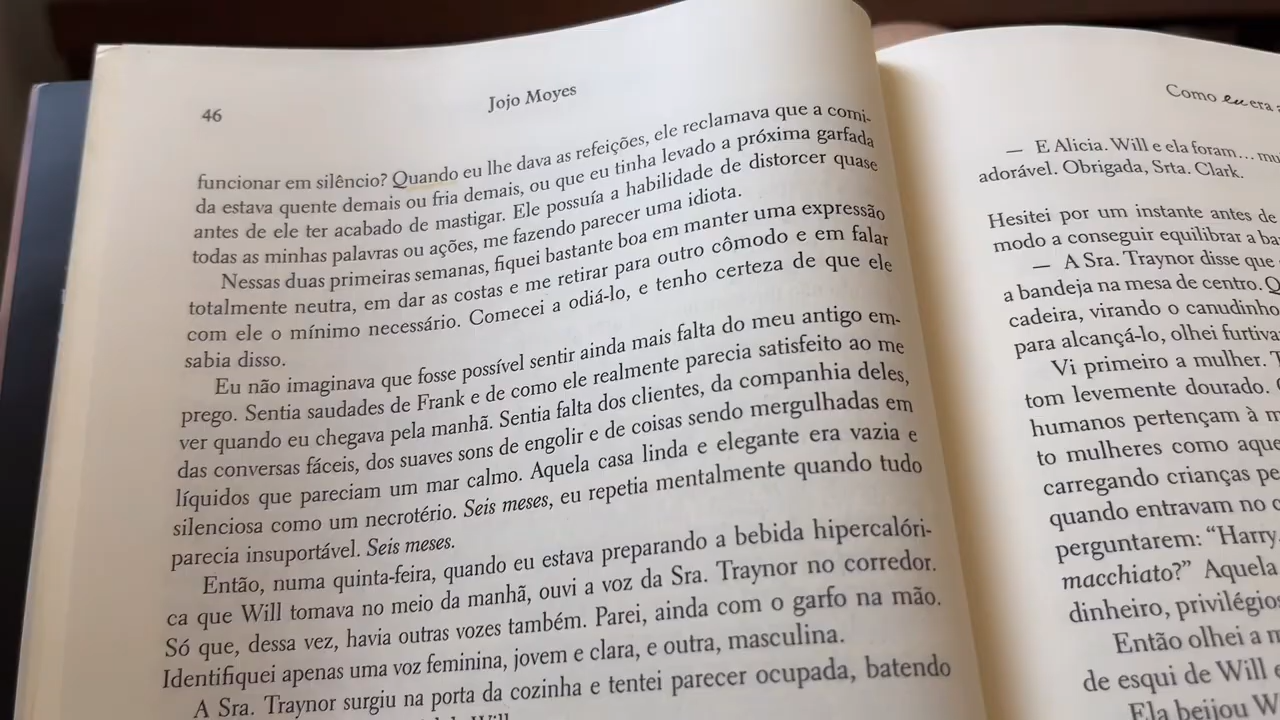 46
Jojo Moyes
funcionar em silêncio? Quando eu lhe dava as refeições, ele reclamava que a comi-
da estava quente demais ou fria demais, ou que eu tinha levado a próxima garfada
antes de ele ter acabado de mastigar. Ele possuía a habilidade de distorcer quase
todas as minhas palavras ou ações, me fazendo parecer uma idiota.
Nessas duas primeiras semanas, fiquei bastante boa em manter uma expressão
totalmente neutra, em dar as costas e me retirar para outro cômodo e em falar
com ele o mínimo necessário. Comecei a odiá-lo, e tenho certeza de que ele
sabia disso.
Eu não imaginava que fosse possível sentir ainda mais falta do meu antigo em-
prego. Sentia saudades de Frank e de como ele realmente parecia satisfeito ao me
ver quando eu chegava pela manhã. Sentia falta dos clientes, da companhia deles,
das conversas fáceis, dos suaves sons de engolir e de coisas sendo mergulhadas em
líquidos que pareciam um mar calmo. Aquela casa linda e elegante era vazia e
silenciosa como um necrotério. Seis meses, eu repetia mentalmente quando tudo
parecia insuportável. Seis meses.
Então, numa quinta-feira, quando eu estava preparando a bebida hipercalóri-
ca que Will tomava no meio da manhã, ouvi a voz da Sra. Traynor no corredor.
Só que, dessa vez, havia outras vozes também. Parei, ainda com o garfo na mão.
Identifiquei apenas uma voz feminina, jovem e clara, e outra, masculina.
A Sra. Traynor surgiu na porta da cozinha e tentei parecer ocupada, batendo
Como eu era
— E Alicia. Will e ela foram... mu
adorável. Obrigada, Srta. Clark.
Hesitei por um instante antes de
modo a conseguir equilibrar a ba
— A Sra. Traynor disse que
a bandeja na mesa de centro. Q
cadeira, virando o canudinho
para alcançá-lo, olhei furtiva
Vi primeiro a mulher. T
tom levemente dourado.
humanos pertençam à m
to mulheres como aque
carregando crianças pe
quando entravam no c
perguntarem: “Harry,
macchiato?” Aquela
dinheiro, privilégios
Então olhei a m
de esqui de Will e
Ela beijou W